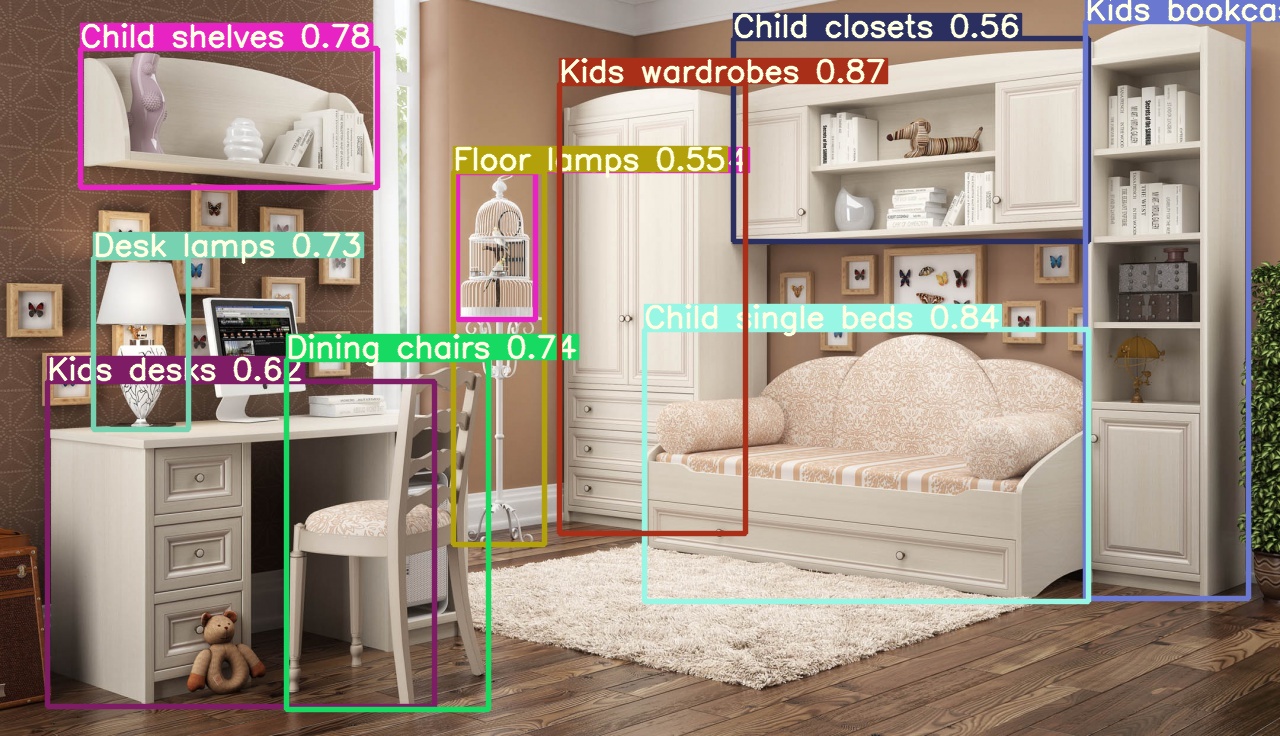 Child shelves 0.78
Child closets 0.56
Kids bookca
Kids wardrobes 0.87
Floor lamps 0.554
Desk lamps 0.73
Child single beds 0.84
Dining chairs 0.74
Kids desks 0.62